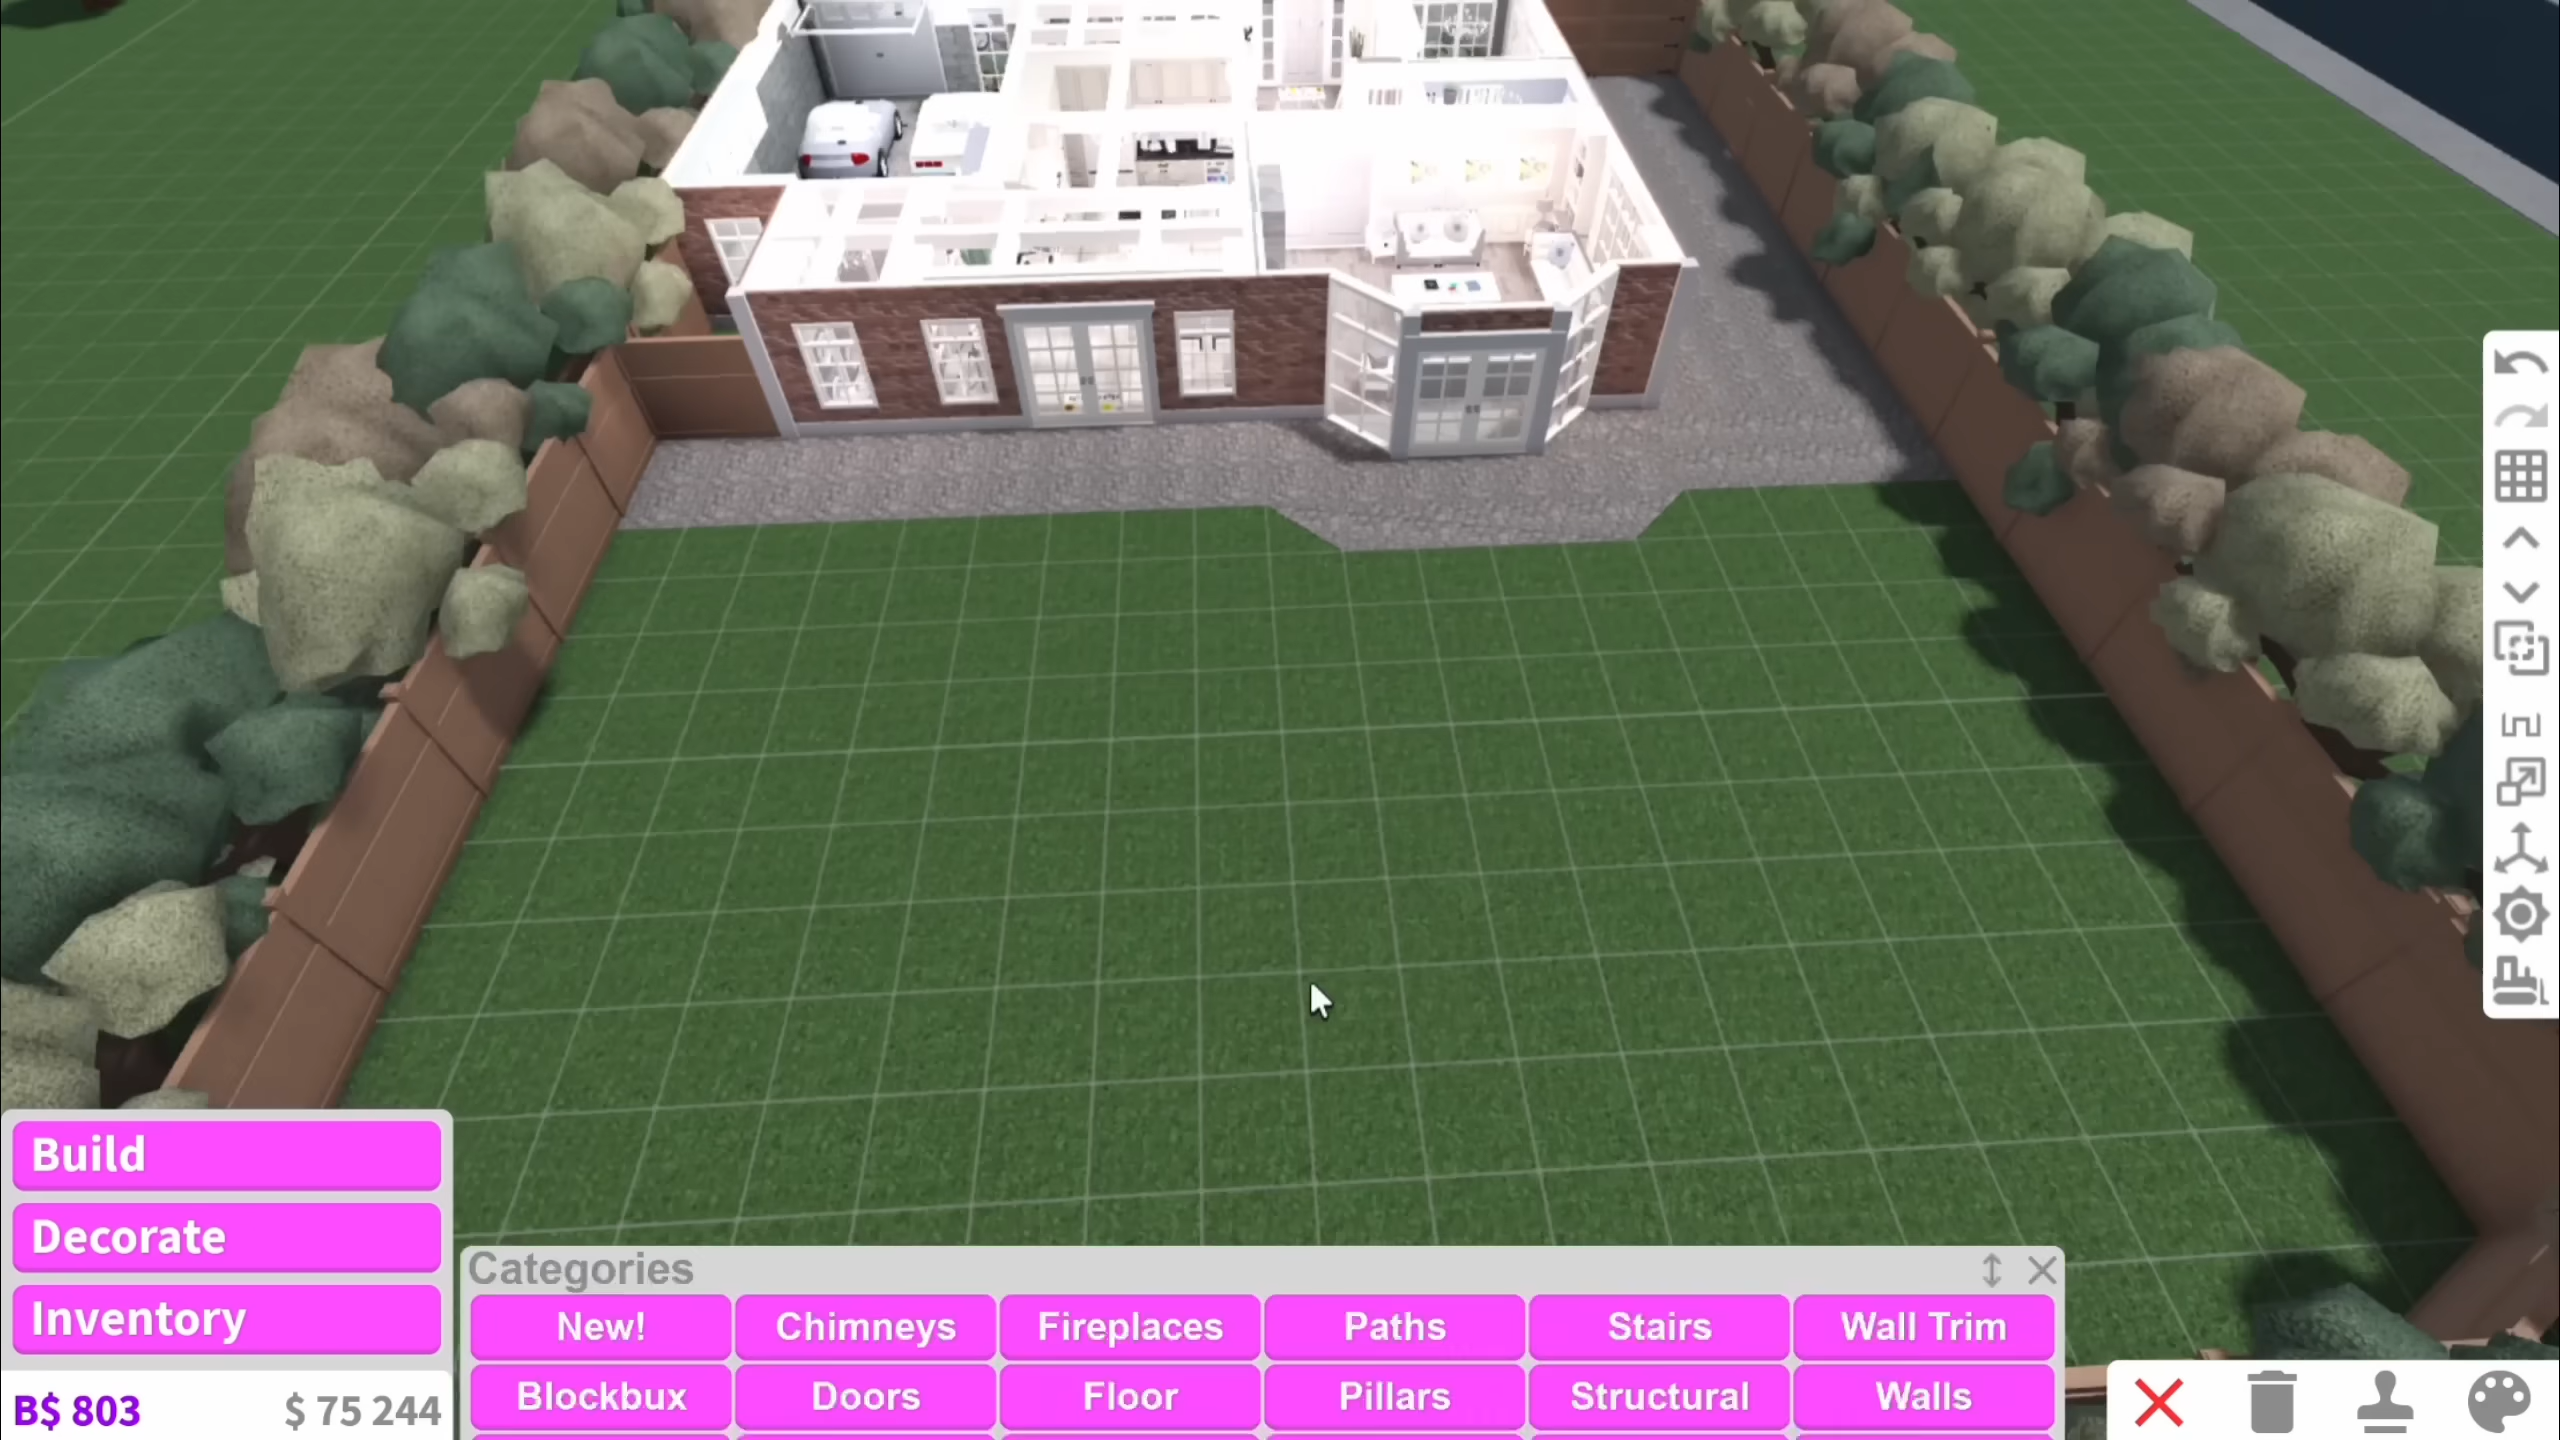 Build
Decorate
Inventory
B$ 803
$ 75 244
Categories
New!
Chimneys
Fireplaces
Paths
Stairs
Wall Trim
Blockbux
Doors
Floor
Pillars
Structural
Walls